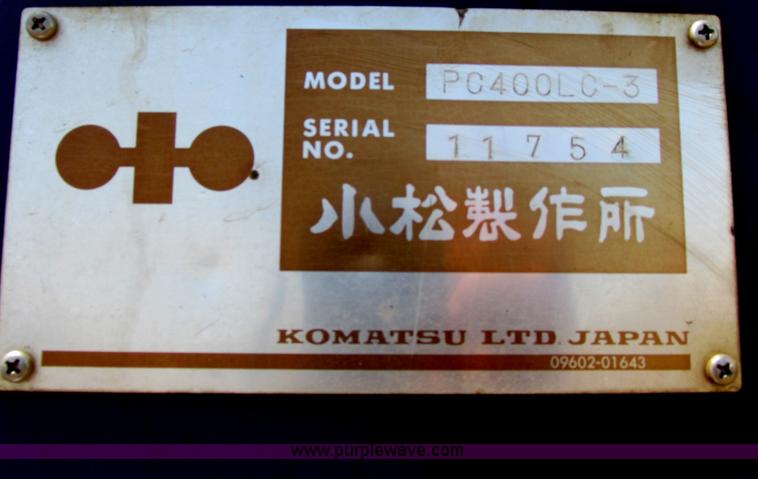 MODEL PC400LC-3
SERIAL NO. 11754
小松製作所
KOMATSU LTD. JAPAN
09602-01643
www.purplewave.com